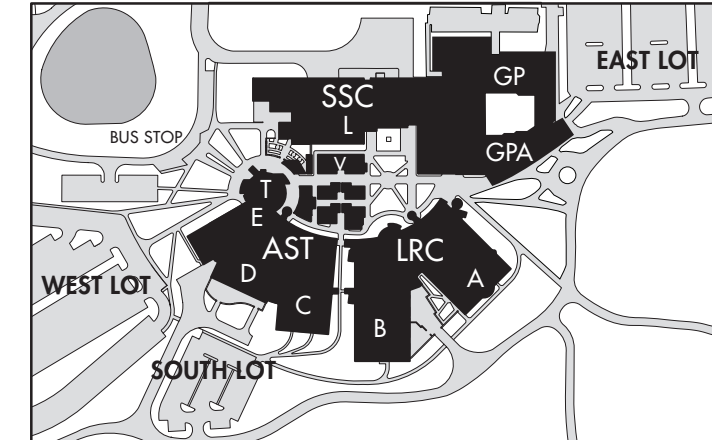 EAST LOT
GP
SSC
L
BUS STOP
GPA
V
T
E
AST
LRC
D
A
WEST LOT
C
B
SOUTH LOT